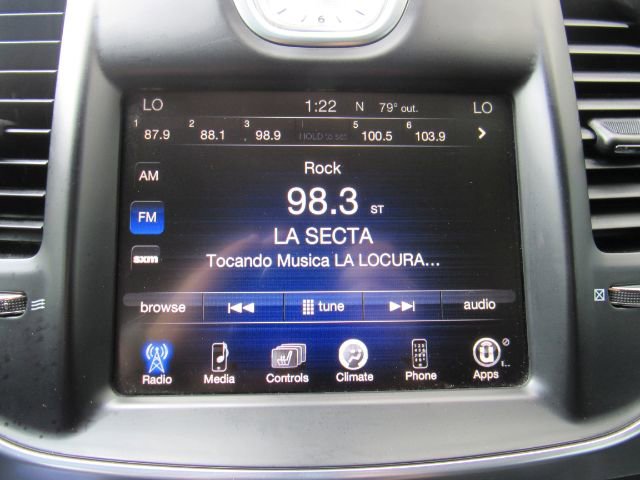 6
LO 1:22 N 79° out. LO
1 87.9 2 88.1 3 98.9 HOLD to set 5 100.5 6 103.9
Rock
AM
98.3 ST
FM
LA SECTA
sxm
Tocando Musica LA LOCURA...
browse tune audio
Radio Media Controls Climate Phone Apps